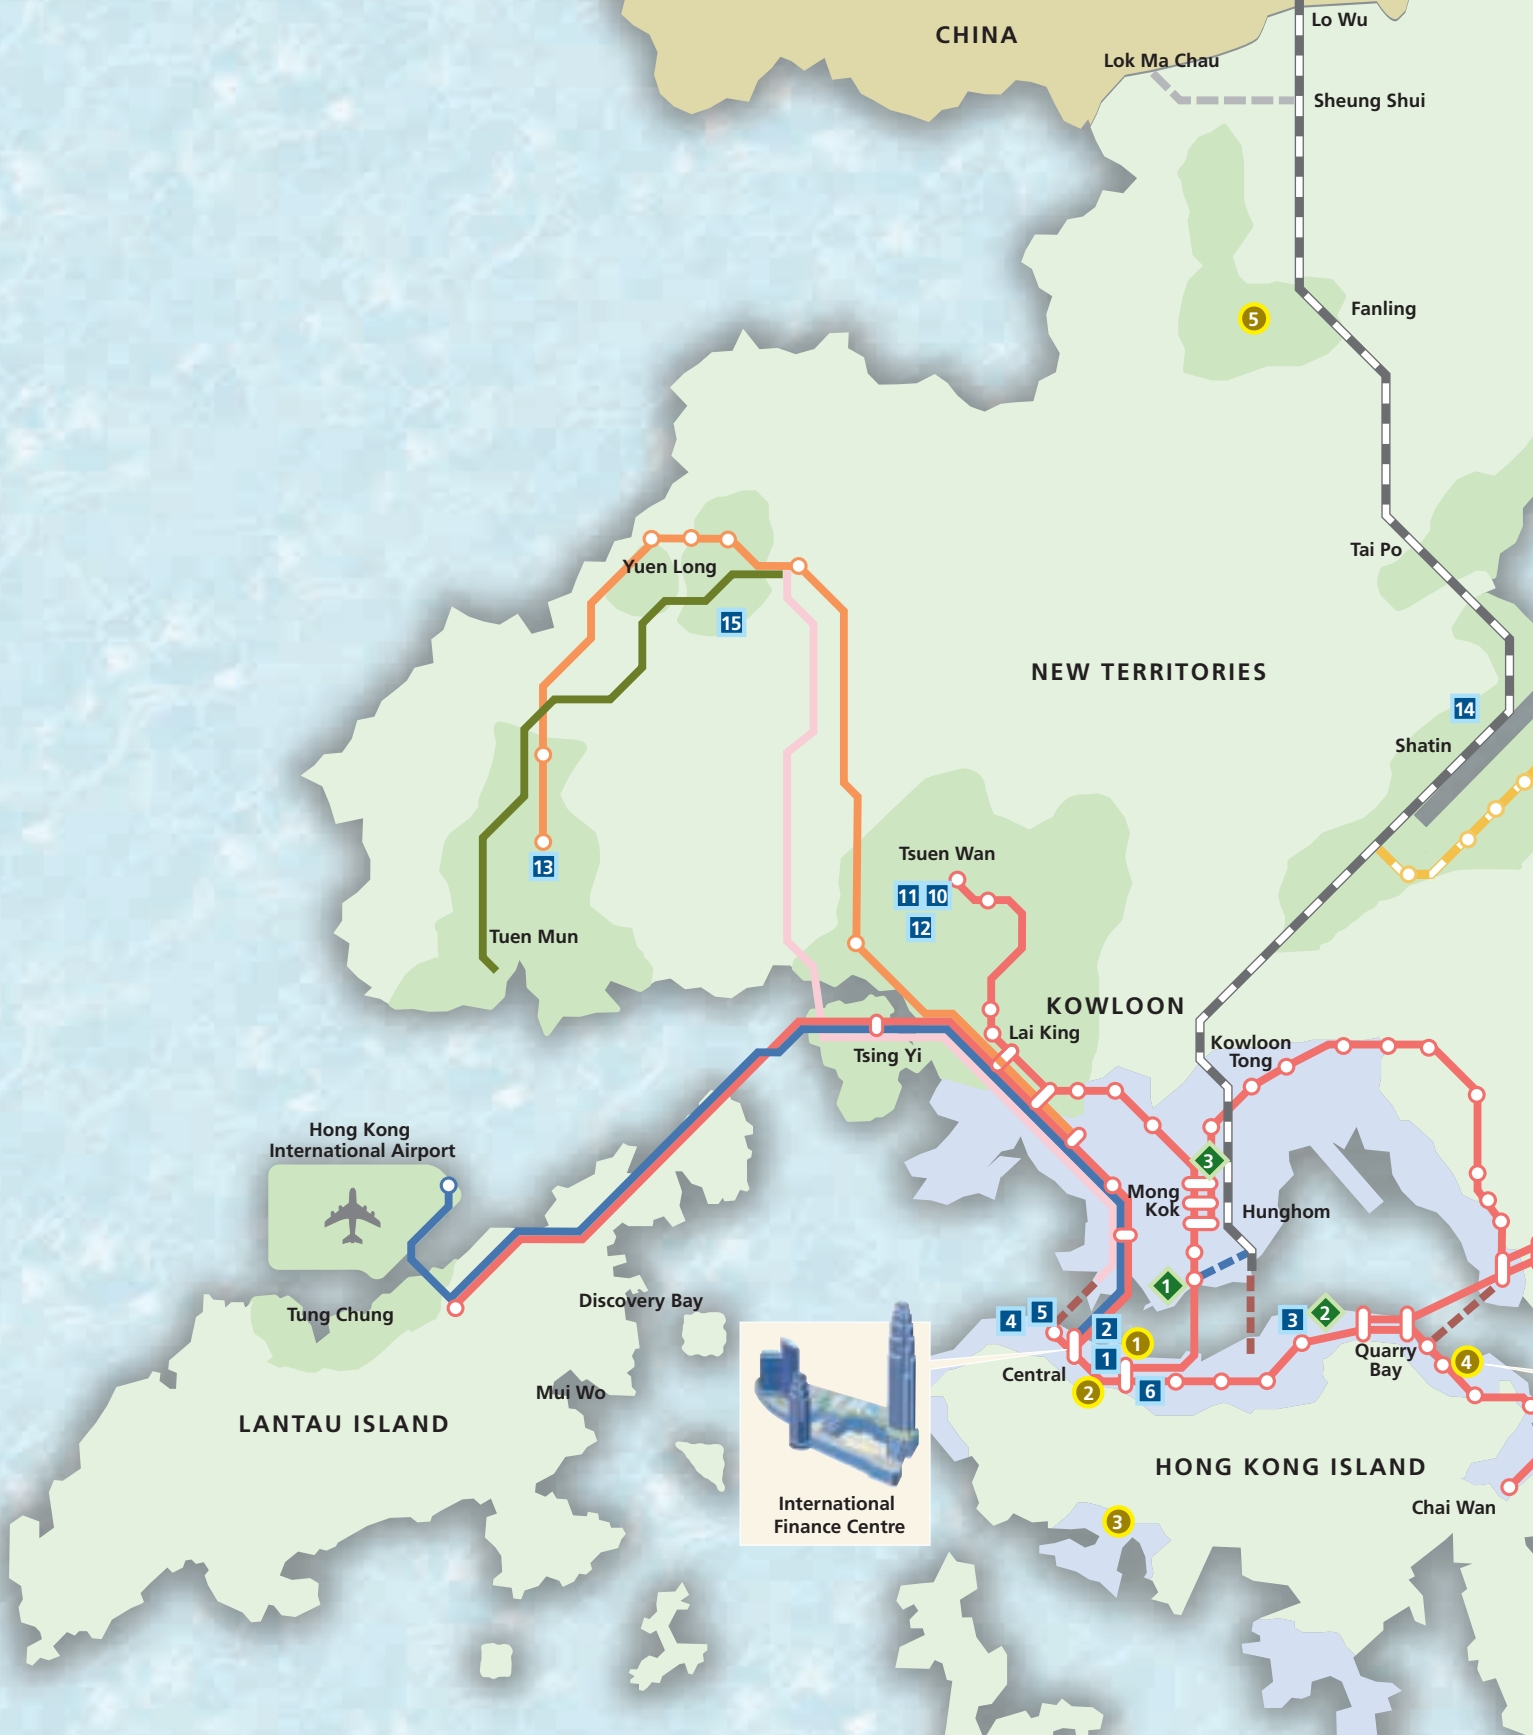 CHINA
Lo Wu
Lok Ma Chau
Sheung Shui
5
Fanling
Tai Po
Yuen Long
15
NEW TERRITORIES
14
Shatin
13
Tsuen Wan
11 10
12
Tuen Mun
KOWLOON
Lai King
Tsing Yi
Kowloon
Tong
Hong Kong
International Airport
3
Mong
Kok
Hunghom
1
Discovery Bay
Tung Chung
4
5
2
1
1
3
2
Quarry
Bay
4
Central
2
6
Mui Wo
LANTAU ISLAND
HONG KONG ISLAND
International
Finance Centre
Chai Wan
3